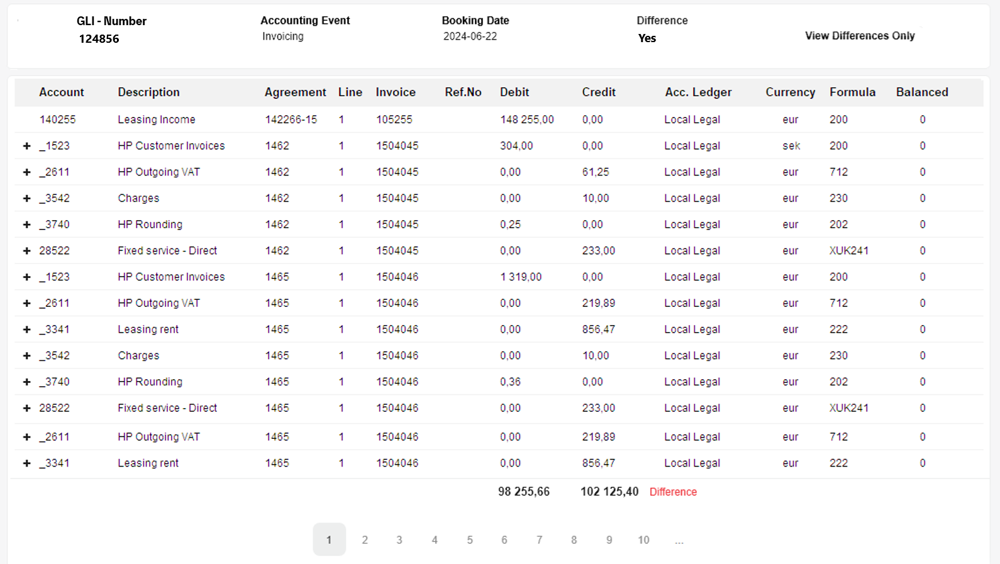 GLI - Number Accounting Event Booking Date Difference
124856 Invoicing 2024-06-22 Yes View Differences Only
Account Description Agreement Line Invoice Ref.No Debit Credit Acc. Ledger Currency Formula Balanced
140255 Leasing Income 142266-15 1 105255 148 255,00 0,00 Local Legal eur 200 0
+ _1523 HP Customer Invoices 1462 1 1504045 304,00 0,00 Local Legal sek 200 0
+ _2611 HP Outgoing VAT 1462 1 1504045 0,00 61,25 Local Legal eur 712 0
+ _3542 Charges 1462 1 1504045 0,00 10,00 Local Legal eur 230 0
+ _3740 HP Rounding 1462 1 1504045 0,25 0,00 Local Legal eur 202 0
+ 28522 Fixed service - Direct 1462 1 1504045 0,00 233,00 Local Legal eur XUK241 0
+ _1523 HP Customer Invoices 1465 1 1504046 1 319,00 0,00 Local Legal eur 200 0
+ _2611 HP Outgoing VAT 1465 1 1504046 0,00 219,89 Local Legal eur 712 0
+ _3341 Leasing rent 1465 1 1504046 0,00 856,47 Local Legal eur 222 0
+ _3542 Charges 1465 1 1504046 0,00 10,00 Local Legal eur 230 0
+ _3740 HP Rounding 1465 1 1504046 0,36 0,00 Local Legal eur 202 0
+ 28522 Fixed service - Direct 1465 1 1504046 0,00 233,00 Local Legal eur XUK241 0
+ _2611 HP Outgoing VAT 1465 1 1504046 0,00 219,89 Local Legal eur 712 0
+ _3341 Leasing rent 1465 1 1504046 0,00 856,47 Local Legal eur 222 0
98 255,66 102 125,40 Difference
1 2 3 4 5 6 7 8 9 10 ...